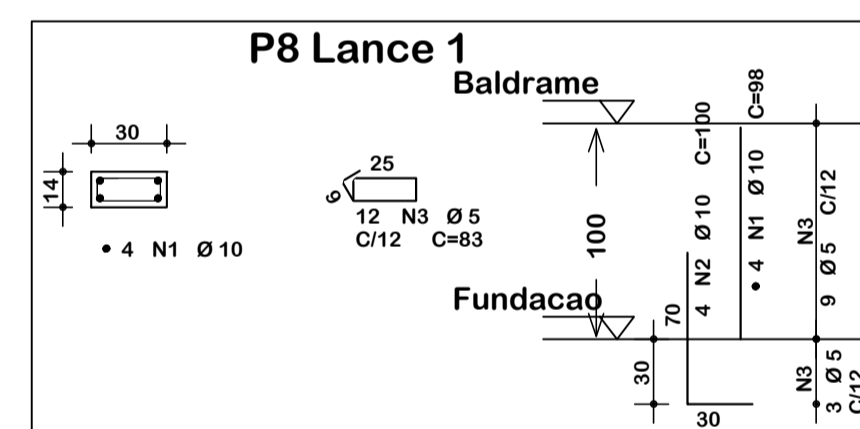 P8 Lance 1
Baldrame
30
14
• 4 N1 Ø 10
25
9
12 N3 Ø 5
C/12 C=83
Fundacao
100
30
70
4 N2 Ø 10 C=100
30
• 4 N1 Ø 10 C=98
N3
9 Ø 5 C/12
N3
3 Ø 5
C/12